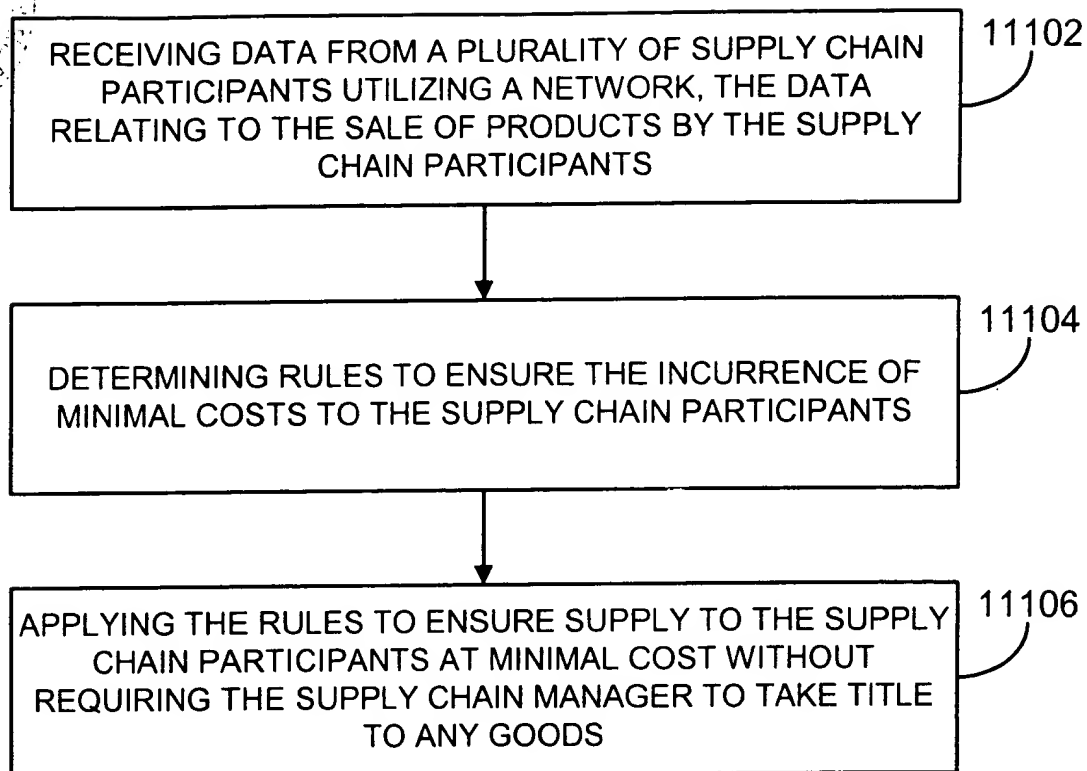 RECEIVING DATA FROM A PLURALITY OF SUPPLY CHAIN
PARTICIPANTS UTILIZING A NETWORK, THE DATA
RELATING TO THE SALE OF PRODUCTS BY THE SUPPLY
CHAIN PARTICIPANTS
11102
DETERMINING RULES TO ENSURE THE INCURRENCE OF
MINIMAL COSTS TO THE SUPPLY CHAIN PARTICIPANTS
11104
APPLYING THE RULES TO ENSURE SUPPLY TO THE SUPPLY
CHAIN PARTICIPANTS AT MINIMAL COST WITHOUT
REQUIRING THE SUPPLY CHAIN MANAGER TO TAKE TITLE
TO ANY GOODS
11106